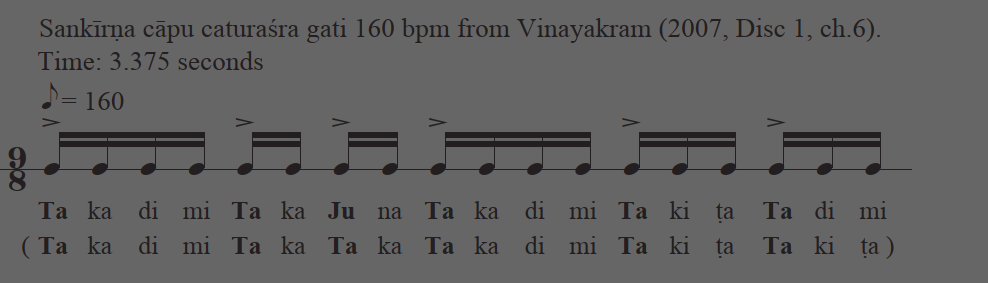 Sankīrṇa cāpu caturaśra gati 160 bpm from Vinayakram (2007, Disc 1, ch.6).
Time: 3.375 seconds
♪= 160
> > > > > >
9
8
Ta ka di mi Ta ka Ju na Ta ka di mi Ta ki ṭa Ta di mi
( Ta ka di mi Ta ka Ta ka Ta ka di mi Ta ki ṭa Ta ki ṭa )